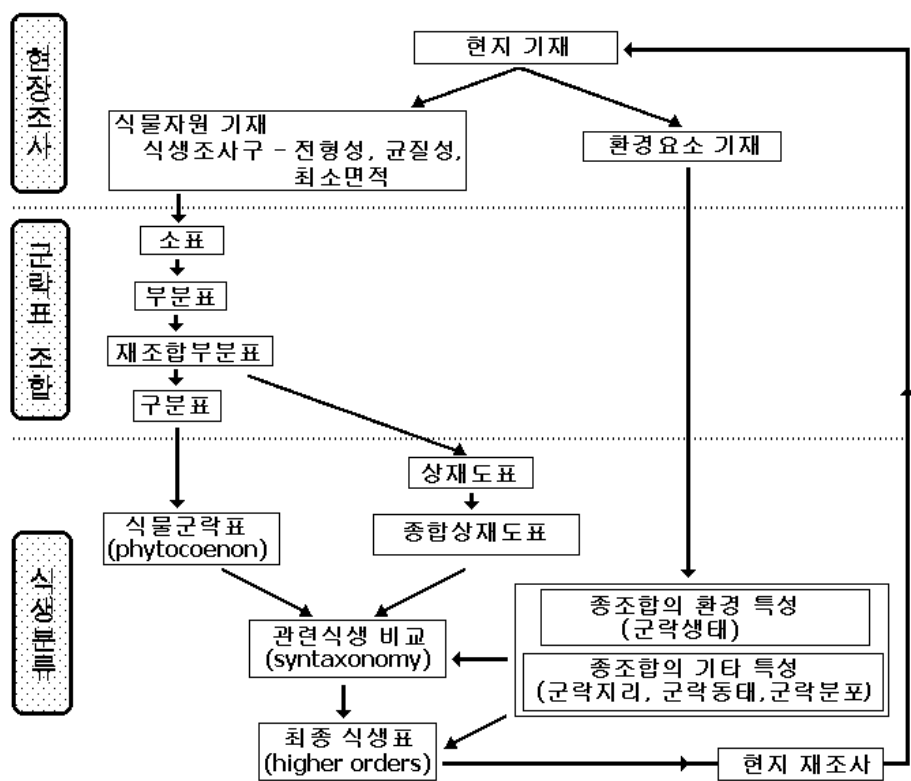 현장조사
현지 기재
식물자원 기재
식생조사구 - 전형성, 균질성,
최소면적
환경요소 기재
군락표 조합
소표
부분표
재조합부분표
구분표
식생분류
상재도표
식물군락표
(phytocoenon)
종합상재도표
종조합의 환경 특성
(군락생태)
관련식생 비교
(syntaxonomy)
종조합의 기타 특성
(군락지리, 군락동태,군락분포)
최종 식생표
(higher orders)
현지 재조사